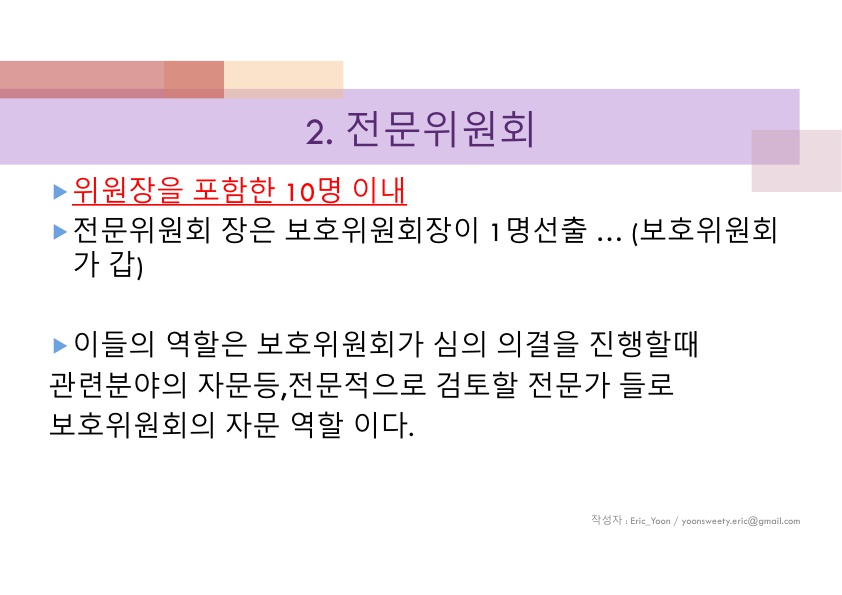 2. 전문위원회
위원장을 포함한 10명 이내
전문위원회 장은 보호위원회장이 1명선출 … (보호위원회
가 갑)
이들의 역할은 보호위원회가 심의 의결을 진행할때
관련분야의 자문등,전문적으로 검토할 전문가 들로
보호위원회의 자문 역할 이다.
작성자 : Eric_Yoon / yoonsweety.eric@gmail.com